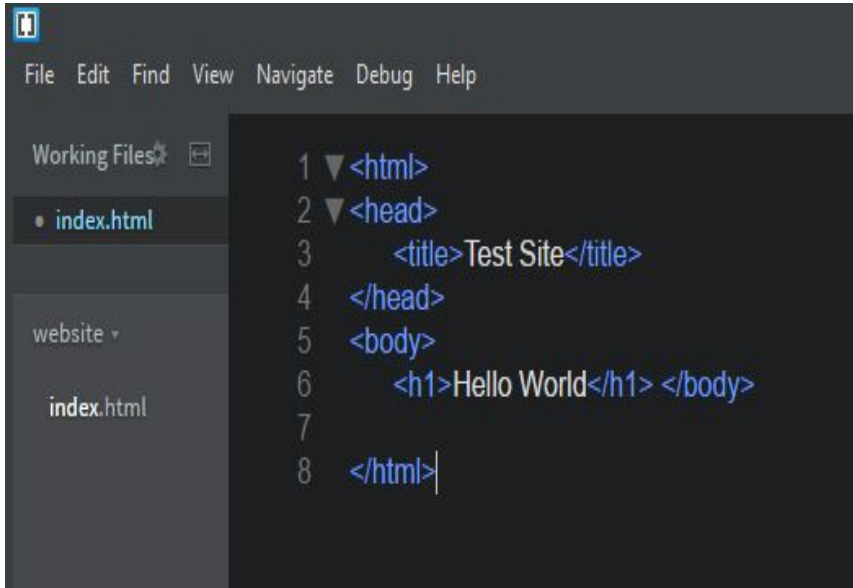 File Edit Find View Navigate Debug Help
Working Files
index.html
website
index.html
1 <html>
2 <head>
3 <title>Test Site</title>
4 </head>
5 <body>
6 <h1>Hello World</h1> </body>
7
8 </html>